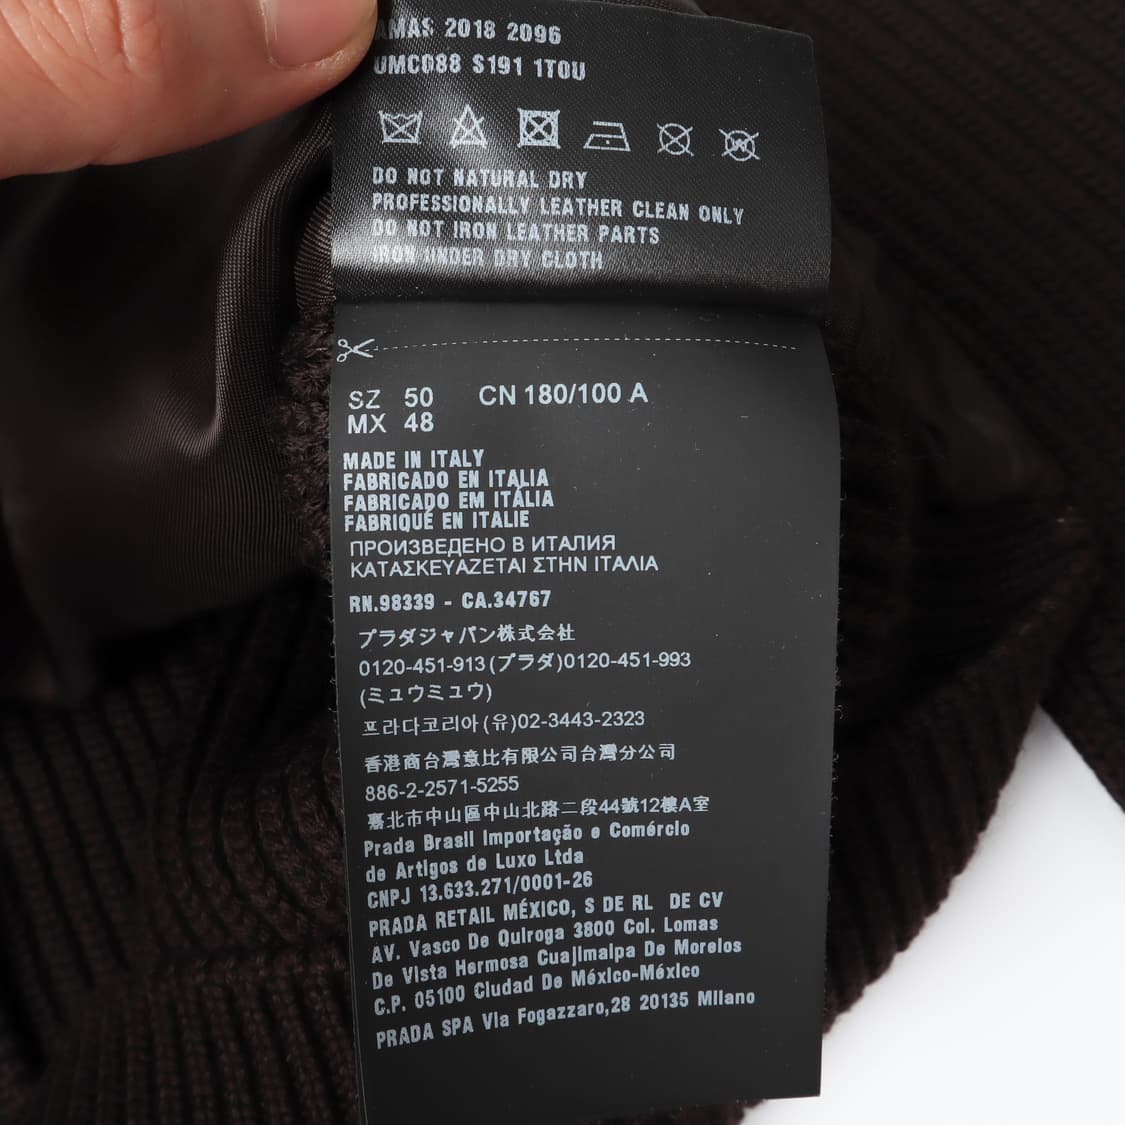 AMAS 2018 2096
UMC088 S191 1T0U
DO NOT NATURAL DRY
PROFESSIONALLY LEATHER CLEAN ONLY
DO NOT IRON LEATHER PARTS
IRON UNDER DRY CLOTH
SZ 50 CN 180/100 A
MX 48
MADE IN ITALY
FABRICADO EN ITALIA
FABRICADO EM ITÁLIA
FABRIQUÉ EN ITALIE
ПРОИЗВЕДЕНО В ИТАЛИЯ
ΚΑΤΑΣΚΕΥΑΖΕΤΑΙ ΣΤΗΝ ΙΤΑΛΙΑ
RN.98339 - CA.34767
プラダジャパン株式会社
0120-451-913(プラダ)0120-451-993
(ミュウミュウ)
프라다코리아(유)02-3443-2323
香港商台灣意比有限公司台灣分公司
886-2-2571-5255
臺北市中山區中山北路二段44號12樓A室
Prada Brasil Importação e Comércio
de Artigos de Luxo Ltda
CNPJ 13.633.271/0001-26
PRADA RETAIL MÉXICO, S DE RL DE CV
AV. Vasco De Quiroga 3800 Col. Lomas
De Vista Hermosa Cuajimalpa De Morelos
C.P. 05100 Ciudad De México-México
PRADA SPA Via Fogazzaro,28 20135 Milano